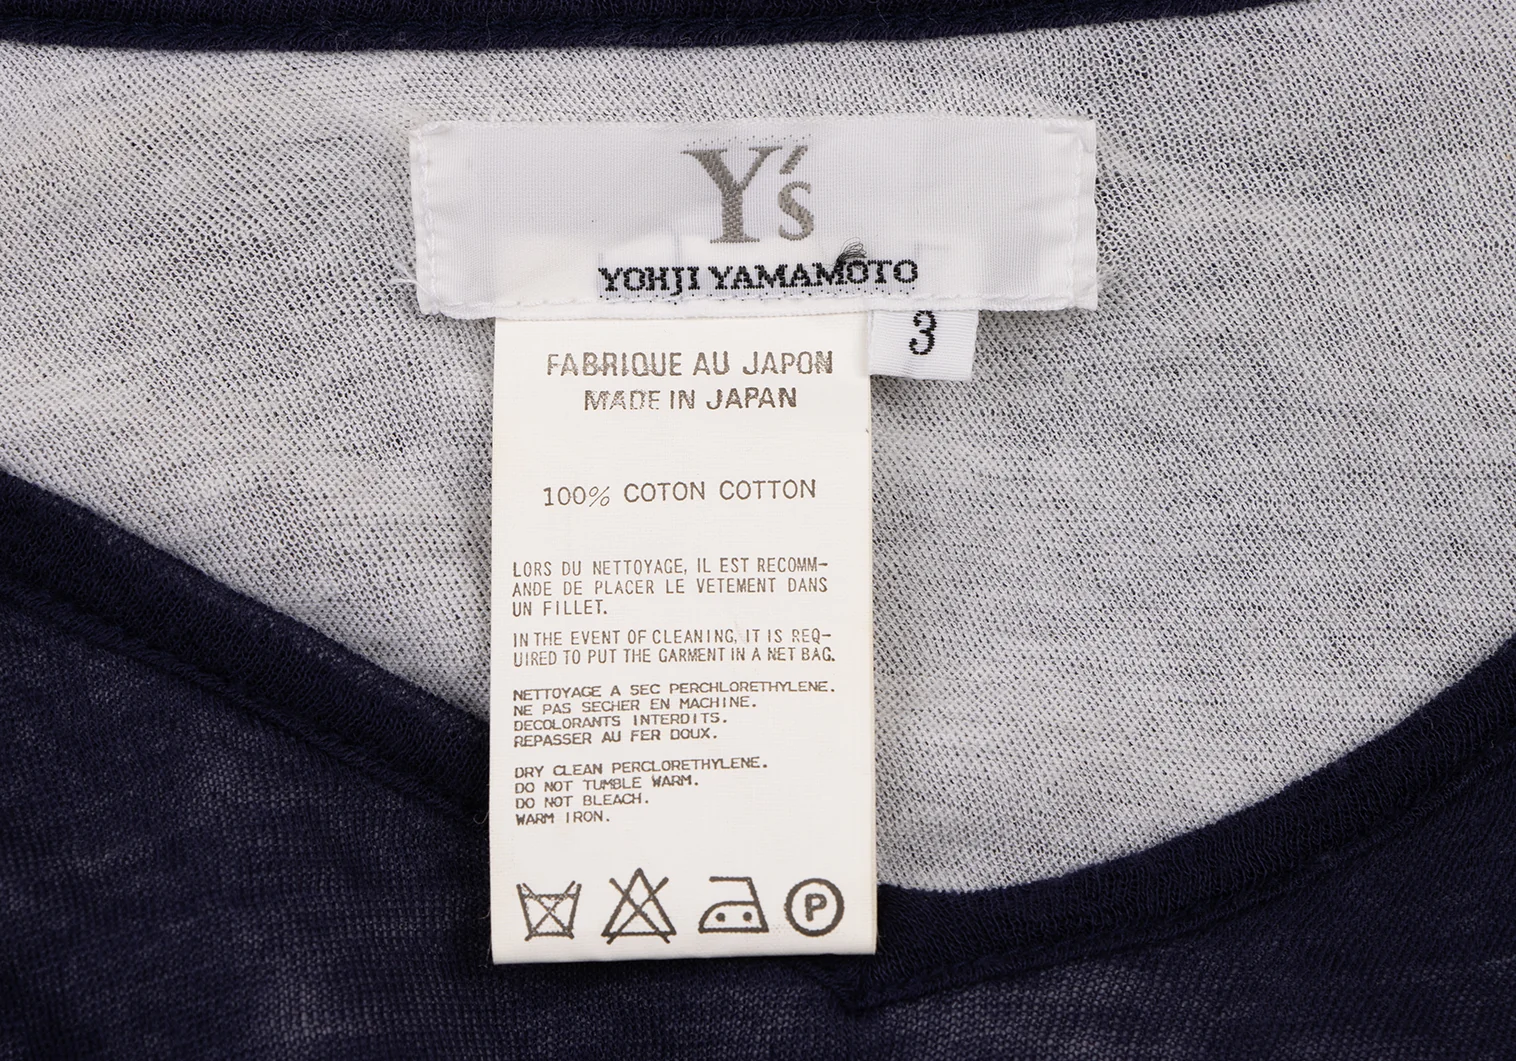 Y's
YOHJI YAMAMOTO
3
FABRIQUE AU JAPON
MADE IN JAPAN
100% COTON COTTON
LORS DU NETTOYAGE, IL EST RECOMM-
ANDE DE PLACER LE VETEMENT DANS
UN FILLET.
IN THE EVENT OF CLEANING, IT IS REQ-
UIRED TO PUT THE GARMENT IN A NET BAG.
NETTOYAGE A SEC PERCHLORETHYLENE.
NE PAS SECHER EN MACHINE.
DECOLORANTS INTERDITS.
REPASSER AU FER DOUX.
DRY CLEAN PERCLORETHYLENE.
DO NOT TUMBLE WARM.
DO NOT BLEACH.
WARM IRON.
P